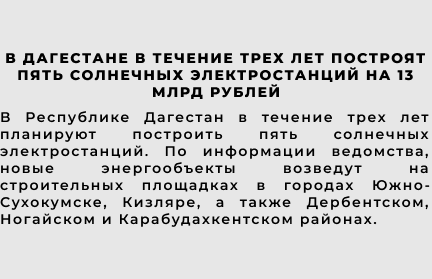 В ДАГЕСТАНЕ В ТЕЧЕНИЕ ТРЕХ ЛЕТ ПОСТРОЯТ
ПЯТЬ СОЛНЕЧНЫХ ЭЛЕКТРОСТАНЦИЙ НА 13
МЛРД РУБЛЕЙ
В Республике Дагестан в течение трех лет
планируют построить пять солнечных
электростанций. По информации ведомства,
новые энергообъекты возведут на
строительных площадках в городах Южно-
Сухокумске, Кизляре, а также Дербентском,
Ногайском и Карабудахкентском районах.